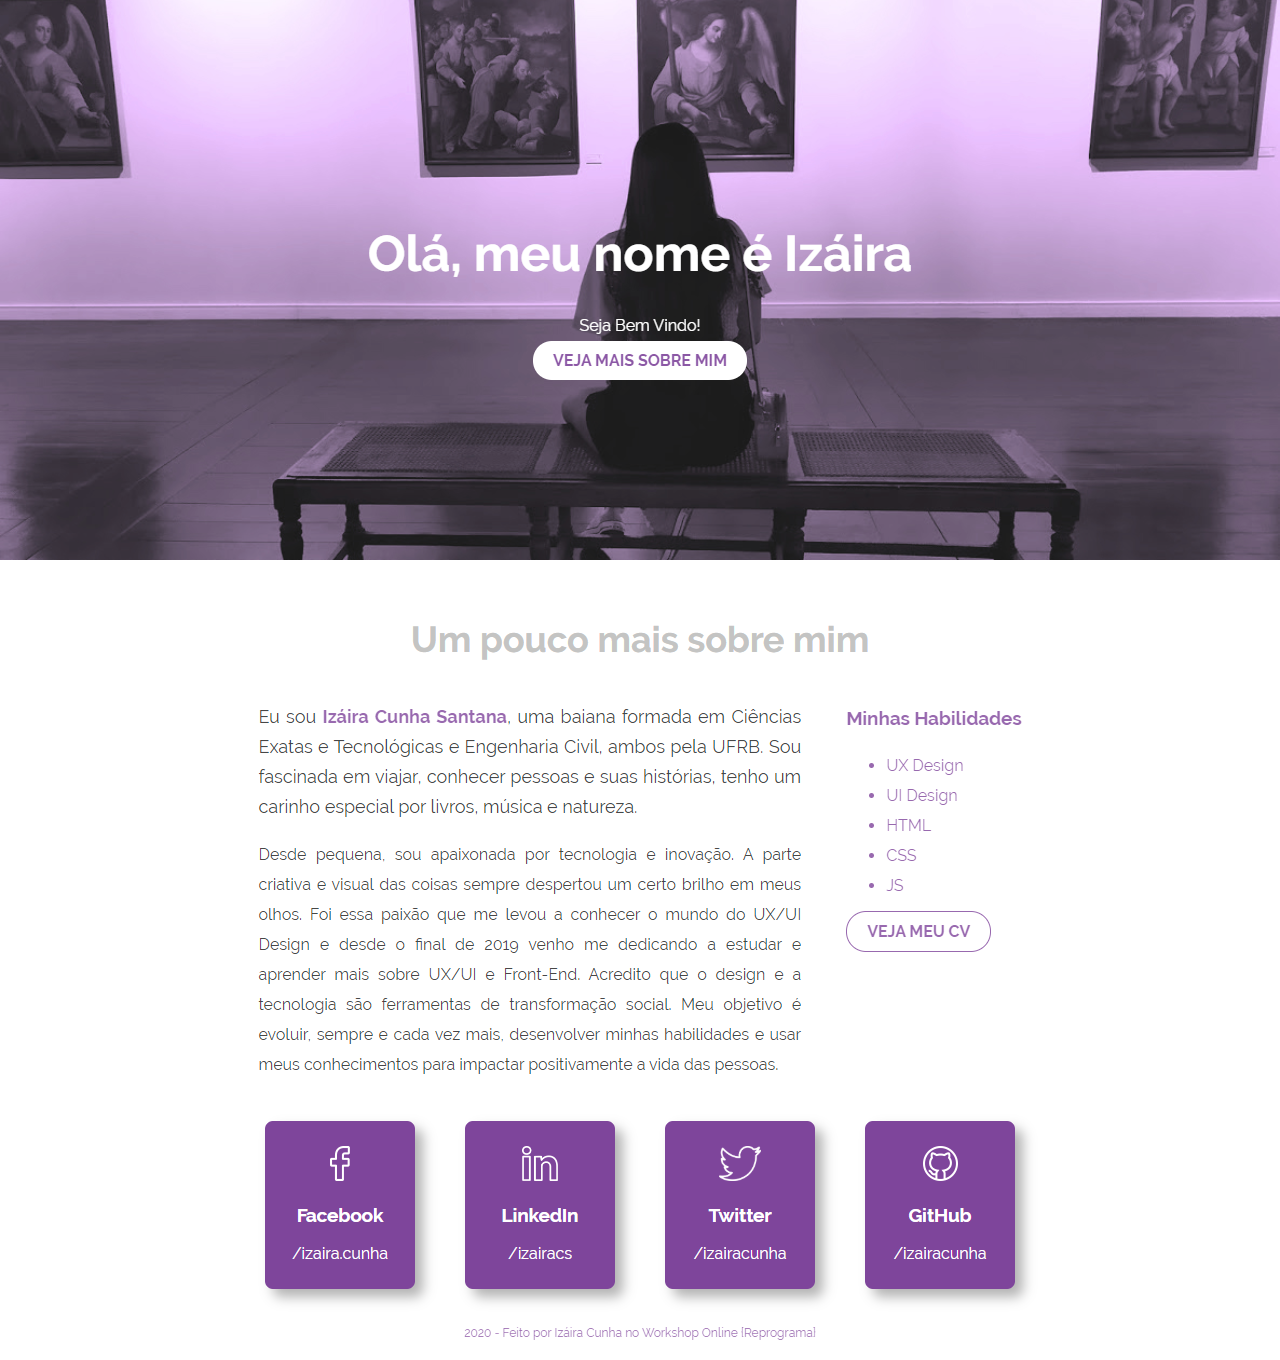 Olá, meu nome é Izáira
Seja Bem Vindo!
VEJA MAIS SOBRE MIM
Um pouco mais sobre mim
Eu sou Izáira Cunha Santana, uma baiana formada em Ciências
Exatas e Tecnológicas e Engenharia Civil, ambos pela UFRB. Sou
fascinada em viajar, conhecer pessoas e suas histórias, tenho um
carinho especial por livros, música e natureza.
Desde pequena, sou apaixonada por tecnologia e inovação. A parte
criativa e visual das coisas sempre despertou um certo brilho em meus
olhos. Foi essa paixão que me levou a conhecer o mundo do UX/UI
Design e desde o final de 2019 venho me dedicando a estudar e
aprender mais sobre UX/UI e Front-End. Acredito que o design e a
tecnologia são ferramentas de transformação social. Meu objetivo é
evoluir, sempre e cada vez mais, desenvolver minhas habilidades e usar
meus conhecimentos para impactar positivamente a vida das pessoas.
Minhas Habilidades
• UX Design
• UI Design
• HTML
• CSS
• JS
VEJA MEU CV
Facebook
/izaira.cunha
LinkedIn
/izairacs
Twitter
/izairacunha
GitHub
/izairacunha
2020 - Feito por Izáira Cunha no Workshop Online {Reprograma}